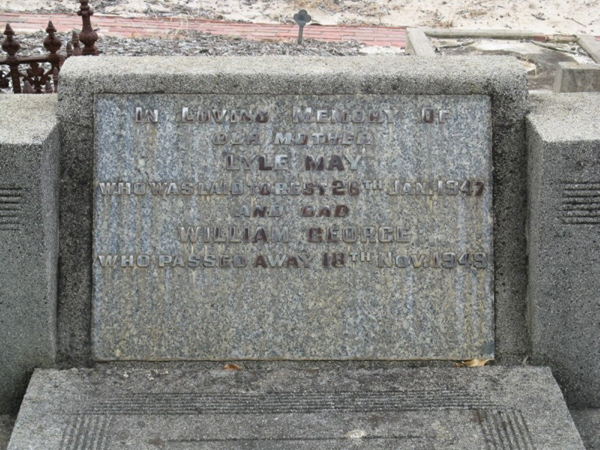 IN LOVING MEMORY OF
OUR MOTHER
LYLE MAY
WHO WAS LAID TO REST 26TH JAN. 1947
AND DAD
WILLIAM GEORGE
WHO PASSED AWAY 18TH NOV. 1949